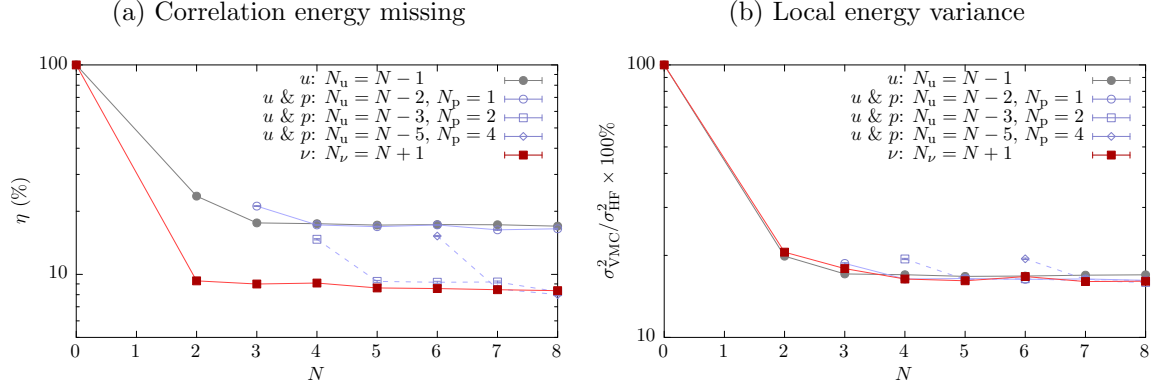 (a) Correlation energy missing
100
10
η (%)
0 1 2 3 4 5 6 7 8
N
u: N_u = N − 1
u & p: N_u = N − 2, N_p = 1
u & p: N_u = N − 3, N_p = 2
u & p: N_u = N − 5, N_p = 4
ν: N_ν = N + 1
(b) Local energy variance
100
10
σ²_VMC/σ²_HF × 100%
0 1 2 3 4 5 6 7 8
N
u: N_u = N − 1
u & p: N_u = N − 2, N_p = 1
u & p: N_u = N − 3, N_p = 2
u & p: N_u = N − 5, N_p = 4
ν: N_ν = N + 1